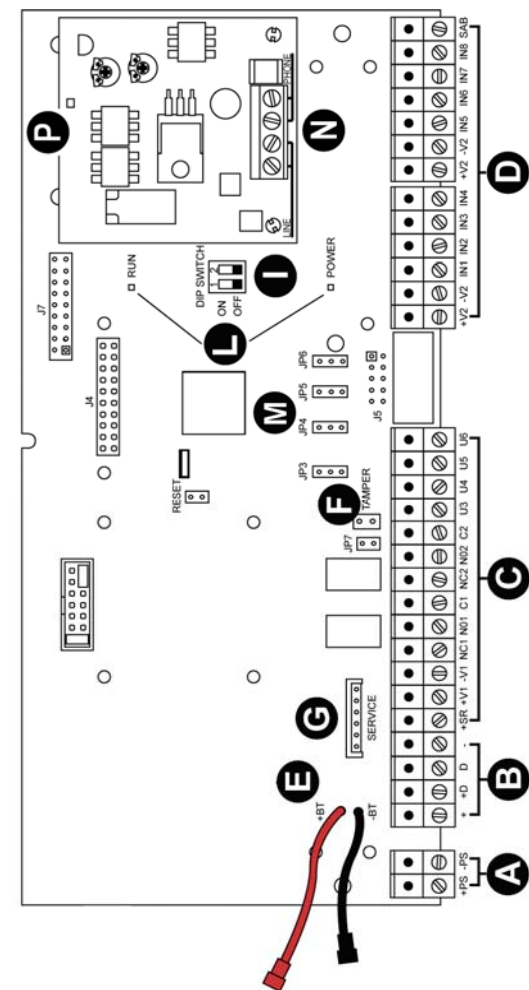 P
J7
J4
RUN
RESET
DIP SWITCH
1 2
ON
OFF
I
L
M
LINE
PHONE
N
POWER
JP3
JP4
JP5
JP6
J5
F
TAMPER
JP7
G
SERVICE
E
+BT
-BT
+PS -PS
+ +D D -
+SR +V1 -V1 NC1 N01 C1 NC2 N02 C2 U3 U4 U5 U6
+V2 -V2 IN1 IN2 IN3 IN4 +V2 -V2 IN5 IN6 IN7 IN8 SAB
A
B
C
D